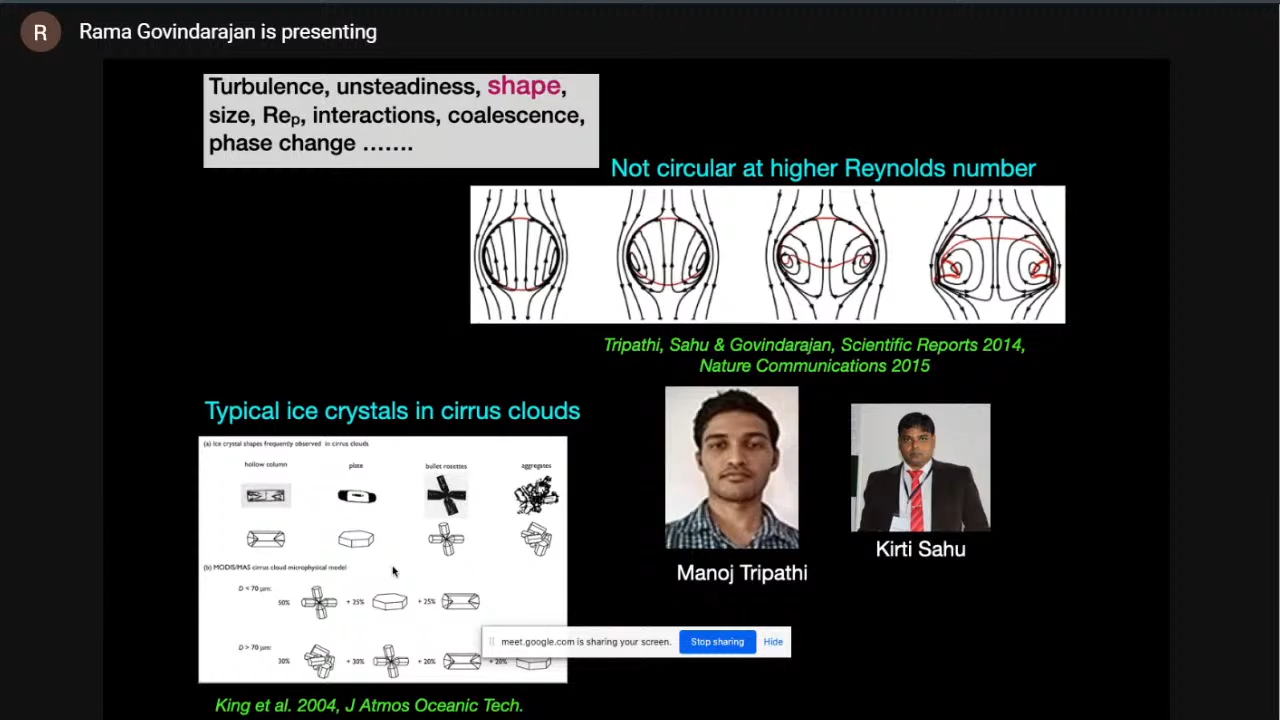 R
Rama Govindarajan is presenting
Turbulence, unsteadiness, shape,
size, Reₚ, interactions, coalescence,
phase change .......
Not circular at higher Reynolds number
Tripathi, Sahu & Govindarajan, Scientific Reports 2014,
Nature Communications 2015
Typical ice crystals in cirrus clouds
(a) Ice crystal shapes frequently observed in cirrus clouds
hollow column plate bullet rosettes aggregates
(b) MODIS/MAS cirrus cloud microphysical model
D < 70 μm:
50% + 25% + 25%
D > 70 μm:
30% + 30% + 20% + 20%
King et al. 2004, J Atmos Oceanic Tech.
Manoj Tripathi
Kirti Sahu
meet.google.com is sharing your screen. Stop sharing Hide